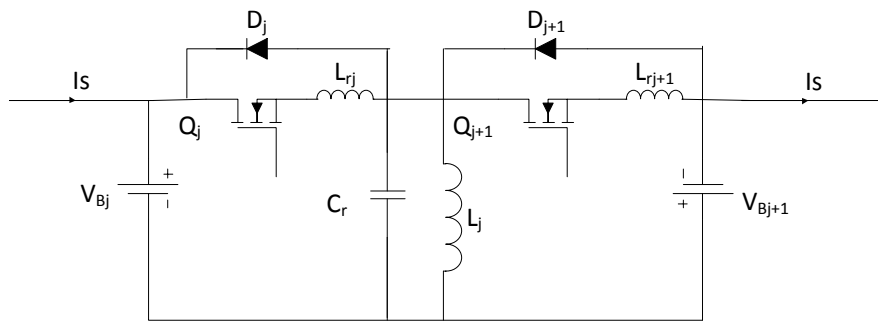 Dj Dj+1
Is Lrj Lrj+1 Is
Qj Qj+1
+ -
VBj Cr Lj VBj+1
- +